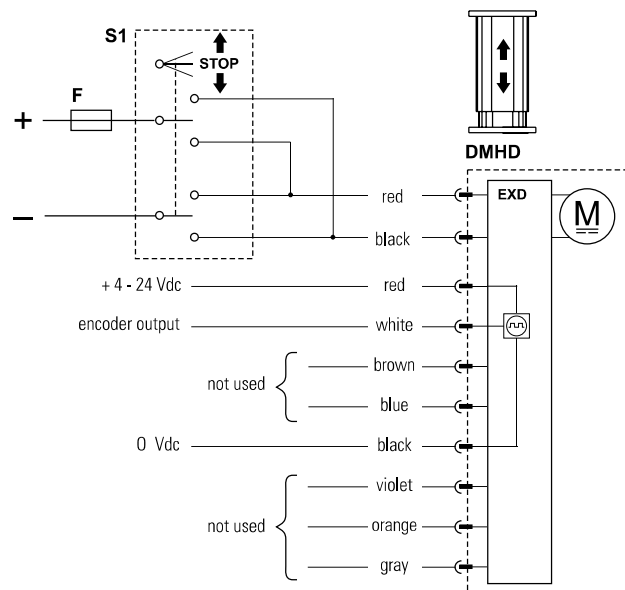 S1
STOP
F
+
−
DMHD
red
EXD
M
black
+ 4 - 24 Vdc
red
encoder output
white
brown
not used
blue
0 Vdc
black
violet
not used
orange
gray